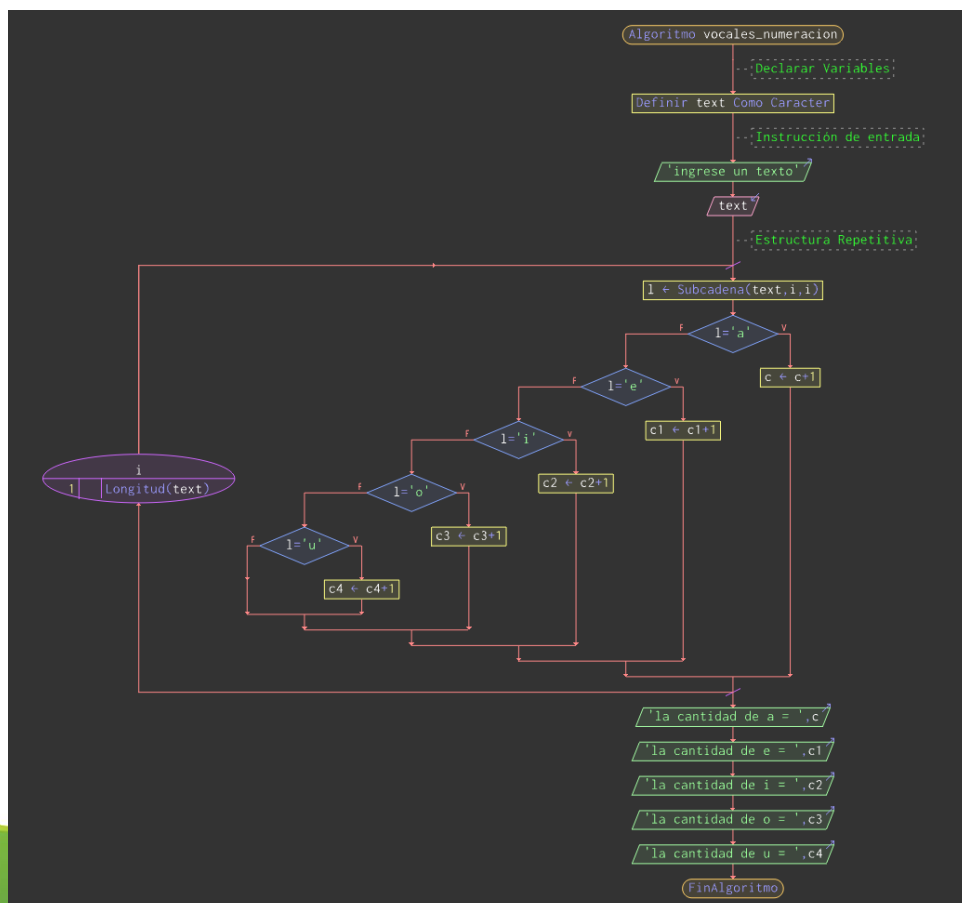 Algoritmo vocales_numeracion
Declarar Variables
Definir text Como Caracter
Instrucción de entrada
'ingrese un texto'
text
Estructura Repetitiva
l ← Subcadena(text,i,i)
l='a'
F
V
c ← c+1
l='e'
F
V
c1 ← c1+1
l='i'
F
V
c2 ← c2+1
l='o'
F
V
c3 ← c3+1
l='u'
F
V
c4 ← c4+1
i
1 Longitud(text)
'la cantidad de a = ',c
'la cantidad de e = ',c1
'la cantidad de i = ',c2
'la cantidad de o = ',c3
'la cantidad de u = ',c4
FinAlgoritmo